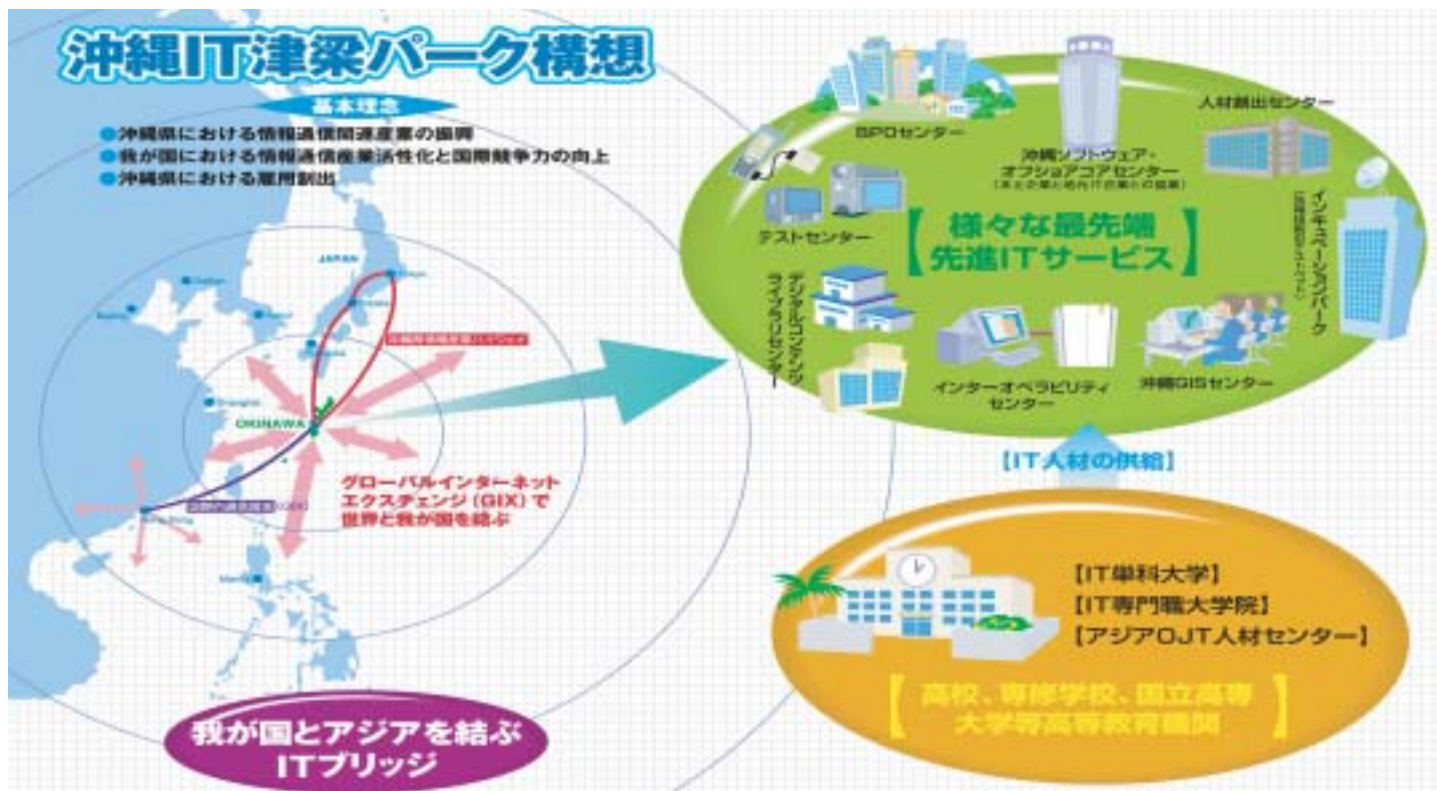 沖縄IT津梁パーク構想
基本理念
●沖縄県における情報通信関連産業の振興
●我が国における情報通信産業活性化と国際競争力の向上
●沖縄県における雇用創出
JAPAN
Tokyo
OKINAWA
Shanghai
Hong Kong
Manila
グローバルインターネット
エクスチェンジ(GIX)で
世界と我が国を結ぶ
我が国とアジアを結ぶ
ITブリッジ
BPOセンター
沖縄ソフトウェア・
オフショアコアセンター
人材創出センター
テストセンター
【様々な最先端
先進ITサービス】
インキュベーションパーク
デジタルコンテンツ
ライブラリセンター
インターオペラビリティ
センター
沖縄GISセンター
【IT人材の供給】
【IT単科大学】
【IT専門職大学院】
【アジアOJT人材センター】
【高校、専修学校、国立高専
大学等高等教育機関】